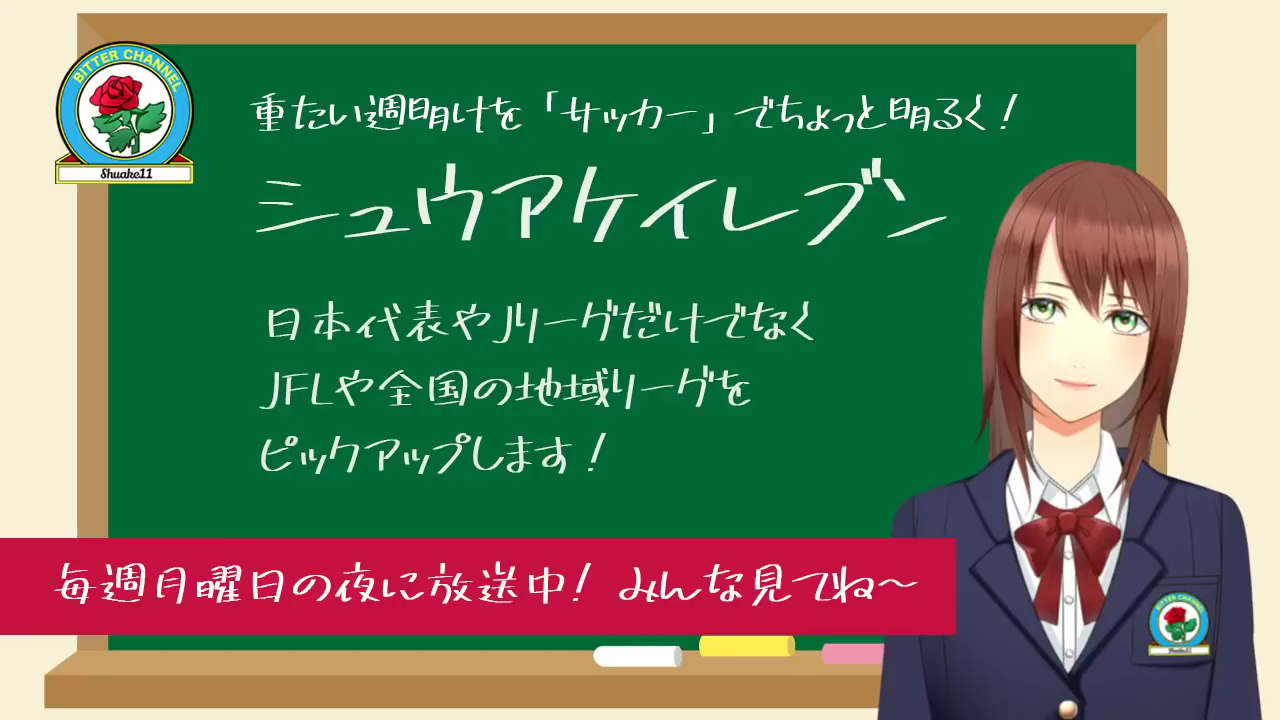 BITTER CHANNEL
Shuake11
重たい週明けを「サッカー」でちょっと明るく！
シュウアケイレブン
日本代表やJリーグだけでなく
JFLや全国の地域リーグを
ピックアップします！
毎週月曜日の夜に放送中！ みんな見てね～
BITTER CHANNEL
Shuake11